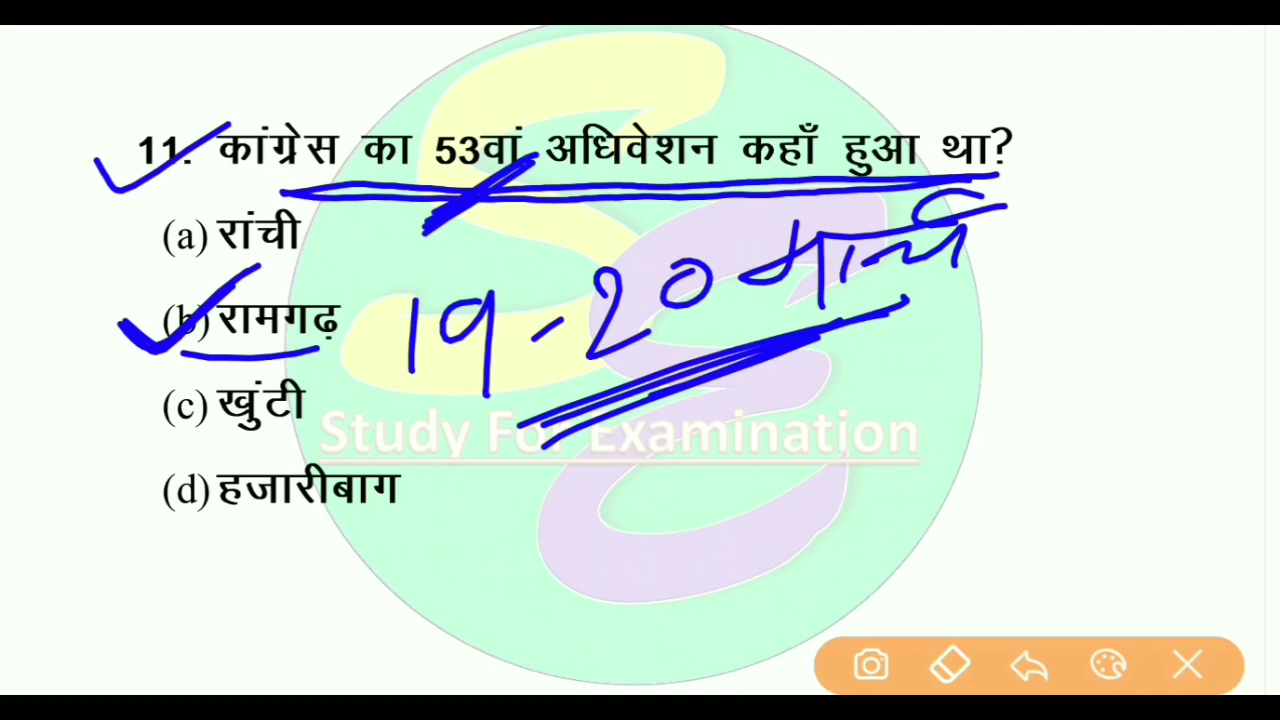 11. कांग्रेस का 53वां अधिवेशन कहाँ हुआ था?
(a) रांची
(b) रामगढ़
19-20 मार्च
(c) खुंटी
Study For Examination
(d) हजारीबाग